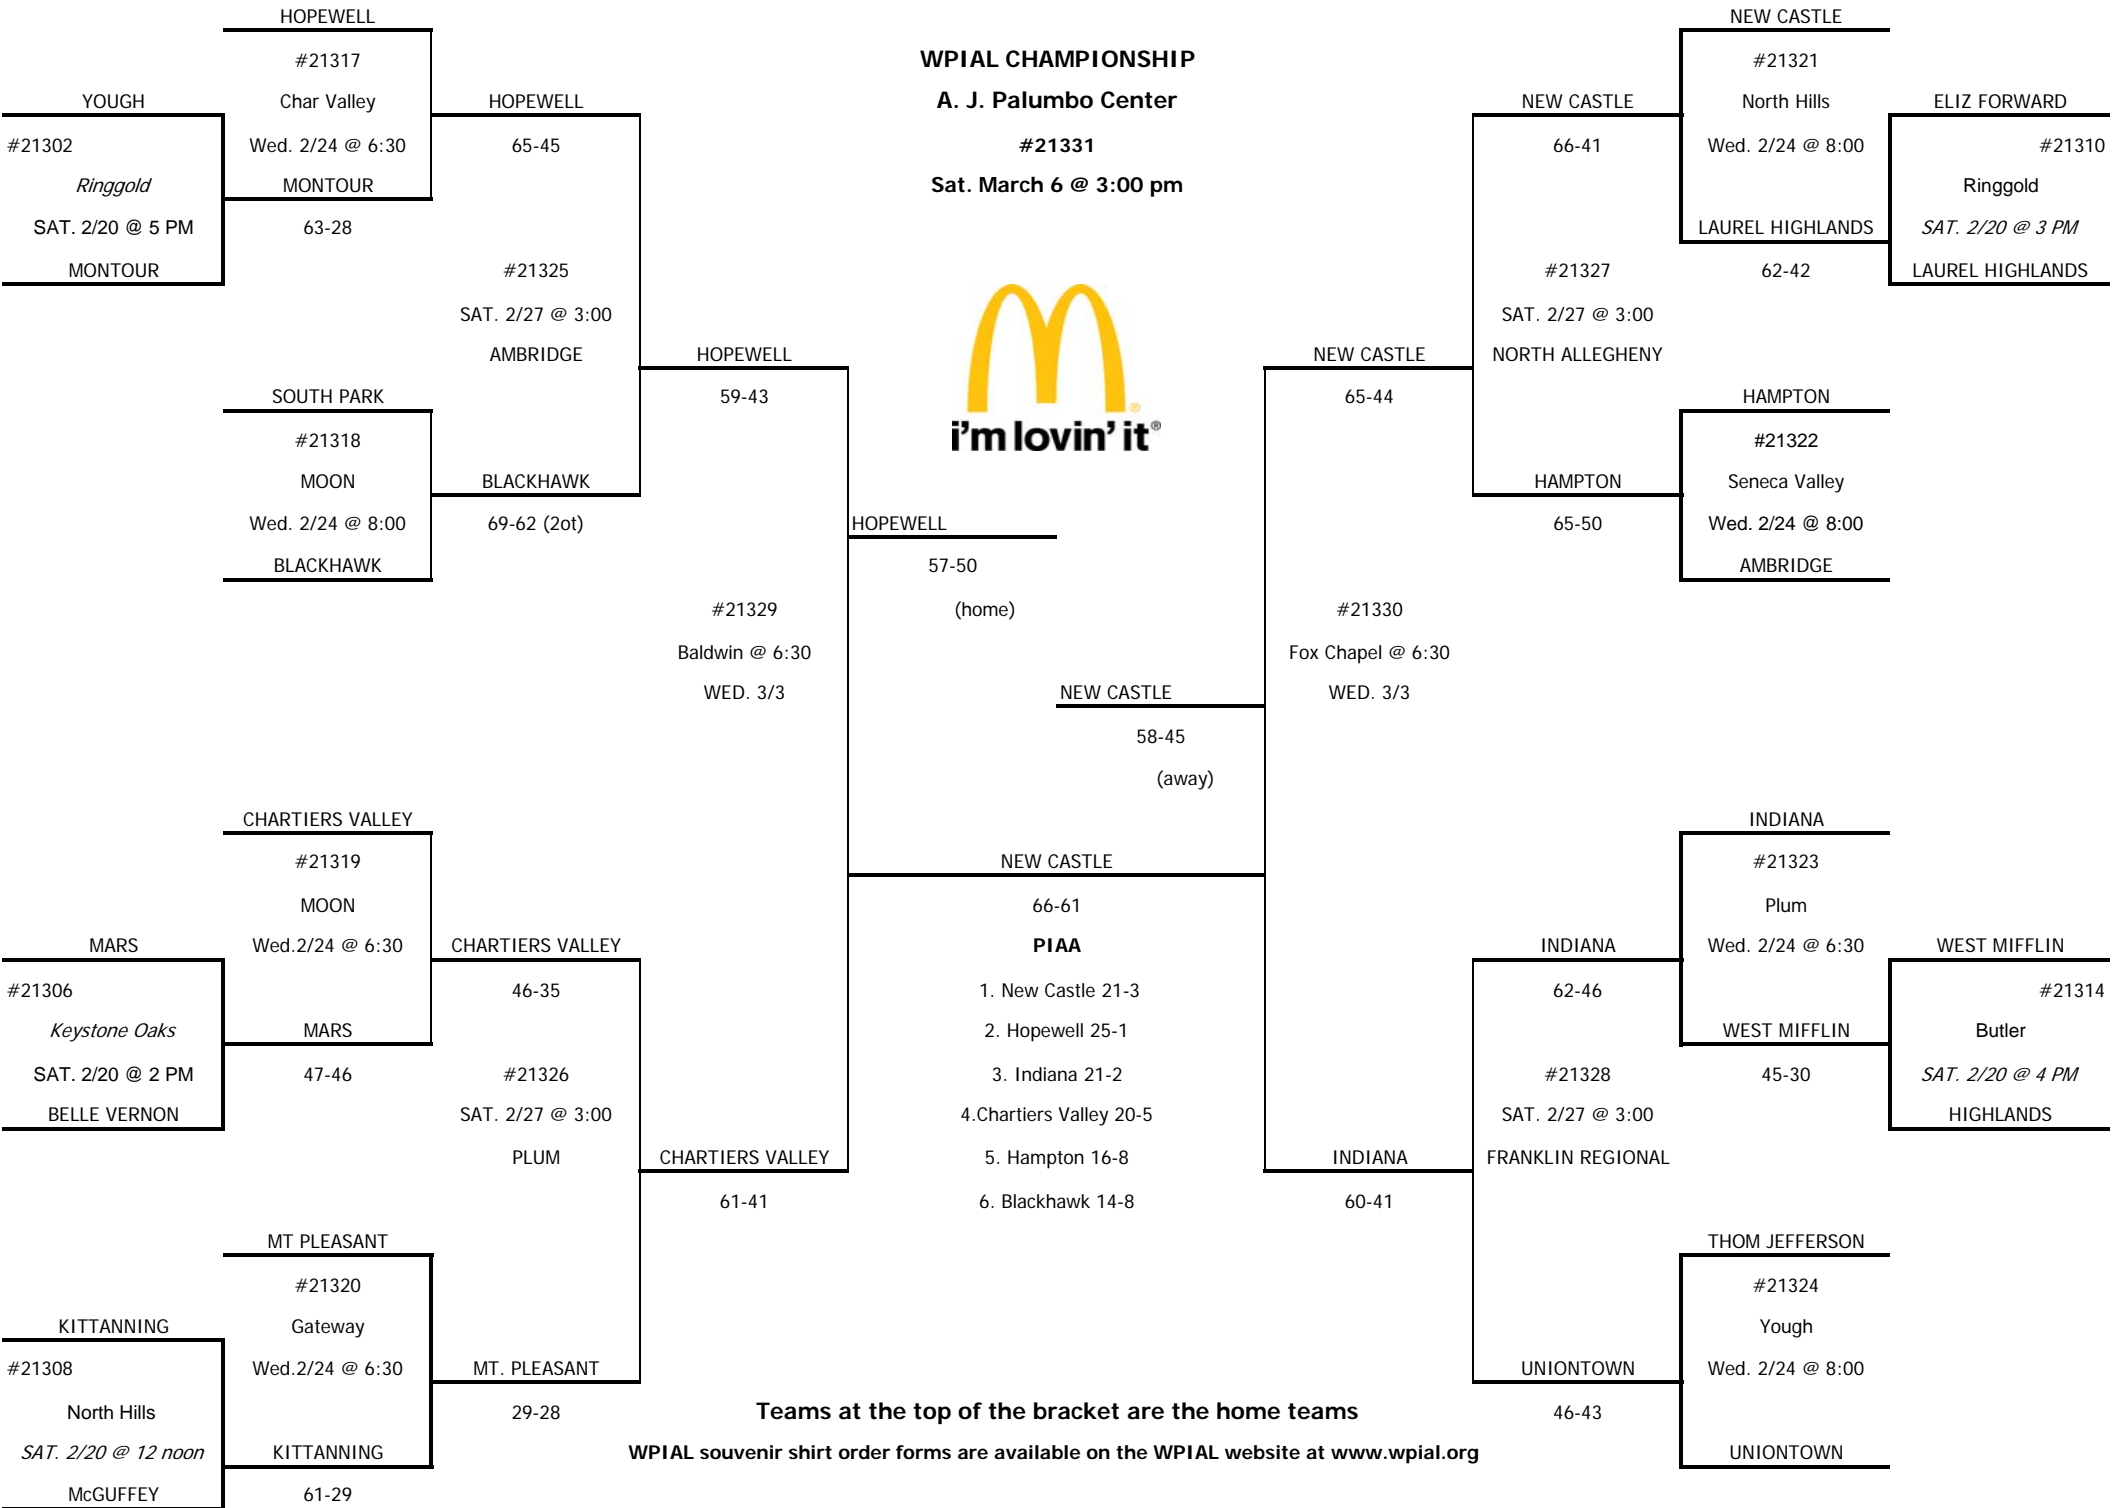 HOPEWELL
#21317
YOUGH
Char Valley
HOPEWELL
#21302
Wed. 2/24 @ 6:30
65-45
Ringgold
MONTOUR
SAT. 2/20 @ 5 PM
63-28
MONTOUR
#21325
SAT. 2/27 @ 3:00
AMBRIDGE
HOPEWELL
SOUTH PARK
59-43
#21318
MOON
BLACKHAWK
Wed. 2/24 @ 8:00
69-62 (2ot)
BLACKHAWK
HOPEWELL
57-50
(home)
#21329
Baldwin @ 6:30
WED. 3/3
CHARTIERS VALLEY
#21319
MOON
MARS
Wed.2/24 @ 6:30
CHARTIERS VALLEY
#21306
46-35
Keystone Oaks
MARS
SAT. 2/20 @ 2 PM
47-46
#21326
BELLE VERNON
SAT. 2/27 @ 3:00
PLUM
CHARTIERS VALLEY
61-41
MT PLEASANT
#21320
KITTANNING
Gateway
#21308
Wed.2/24 @ 6:30
MT. PLEASANT
North Hills
29-28
SAT. 2/20 @ 12 noon
KITTANNING
McGUFFEY
61-29
WPIAL CHAMPIONSHIP
A. J. Palumbo Center
#21331
Sat. March 6 @ 3:00 pm
®
i'm lovin' it®
NEW CASTLE
58-45
(away)
NEW CASTLE
66-61
PIAA
1. New Castle 21-3
2. Hopewell 25-1
3. Indiana 21-2
4.Chartiers Valley 20-5
5. Hampton 16-8
6. Blackhawk 14-8
Teams at the top of the bracket are the home teams
WPIAL souvenir shirt order forms are available on the WPIAL website at www.wpial.org
NEW CASTLE
#21321
NEW CASTLE
North Hills
ELIZ FORWARD
66-41
Wed. 2/24 @ 8:00
#21310
Ringgold
LAUREL HIGHLANDS
SAT. 2/20 @ 3 PM
#21327
62-42
LAUREL HIGHLANDS
SAT. 2/27 @ 3:00
NEW CASTLE
NORTH ALLEGHENY
65-44
HAMPTON
#21322
HAMPTON
Seneca Valley
65-50
Wed. 2/24 @ 8:00
AMBRIDGE
#21330
Fox Chapel @ 6:30
WED. 3/3
INDIANA
#21323
Plum
INDIANA
Wed. 2/24 @ 6:30
WEST MIFFLIN
62-46
#21314
WEST MIFFLIN
Butler
#21328
45-30
SAT. 2/20 @ 4 PM
SAT. 2/27 @ 3:00
HIGHLANDS
INDIANA
FRANKLIN REGIONAL
60-41
THOM JEFFERSON
#21324
Yough
UNIONTOWN
Wed. 2/24 @ 8:00
46-43
UNIONTOWN